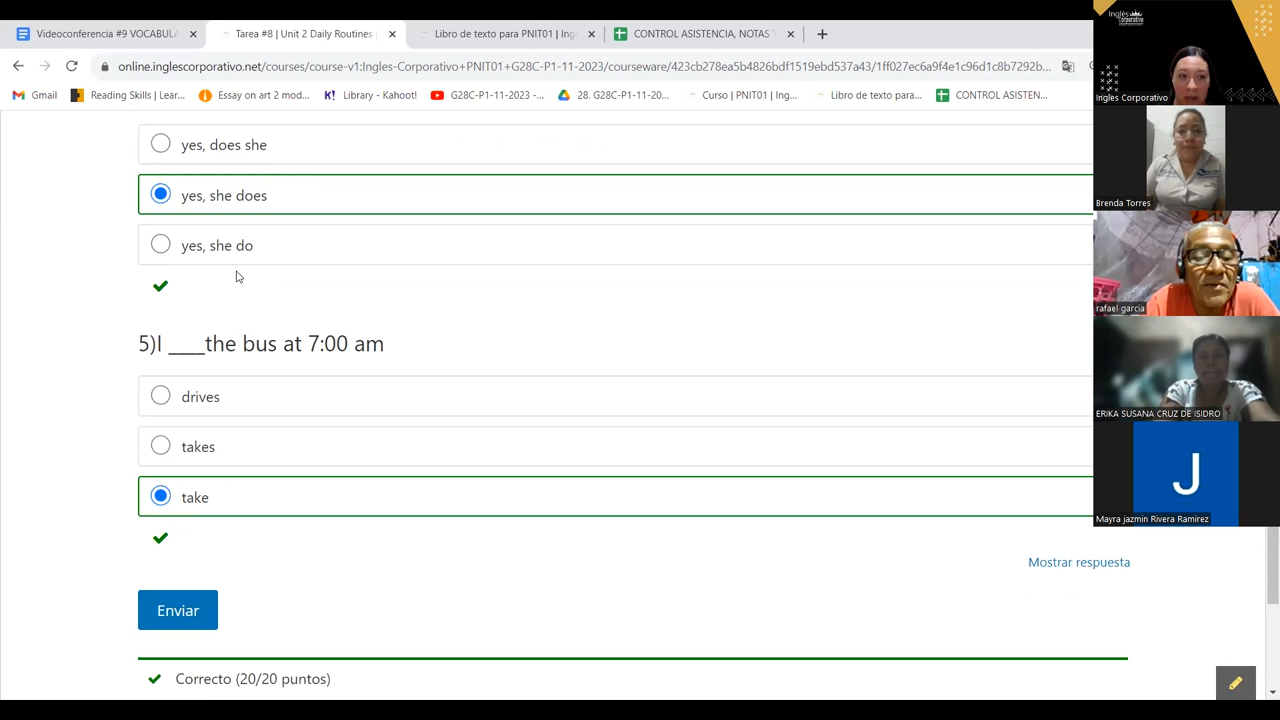 Videoconferencia #9 VOCABULA
Tarea #8 | Unit 2 Daily Routines
Libro de texto para PNIT01 | Ing
CONTROL ASISTENCIA, NOTAS
online.inglescorporativo.net/courses/course-v1:Ingles-Corporativo+PNIT01+G28C-P1-11-2023/courseware/423cb278ea5b4826bdf1519ebd537a43/1ff027ec6a9f4e1c96d1c8b7292b...
Gmail
Reading Skills | Lear...
Essay on art 2 mod...
Library - Kah...
G28C-P1-11-2023 -...
28. G28C-P1-11-20...
Curso | PNIT01 | Ing...
Libro de texto para...
CONTROL ASISTEN...
yes, does she
yes, she does
yes, she do
5)I ____the bus at 7:00 am
drives
takes
take
Mostrar respuesta
Enviar
Correcto (20/20 puntos)
Inglés
Corporativo
Ingles Corporativo
Brenda Torres
rafael garcia
ERIKA SUSANA CRUZ DE ISIDRO
J
Mayra jazmin Rivera Ramirez